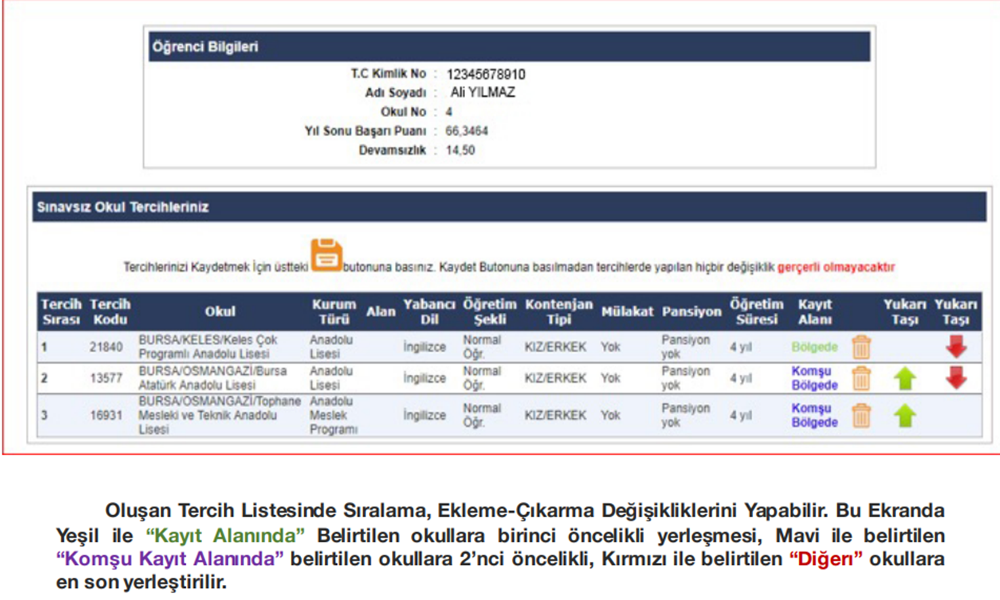 Öğrenci Bilgileri
T.C Kimlik No : 12345678910
Adı Soyadı : Ali YILMAZ
Okul No : 4
Yıl Sonu Başarı Puanı : 66,3464
Devamsızlık : 14,50
Sınavsız Okul Tercihleriniz
Tercihlerinizi Kaydetmek İçin üstteki butonuna basınız. Kaydet Butonuna basılmadan tercihlerde yapılan hiçbir değişiklik gerçerli olmayacaktır
Tercih Sırası Tercih Kodu Okul Kurum Türü Alan Yabancı Dil Öğretim Şekli Kontenjan Tipi Mülakat Pansiyon Öğretim Süresi Kayıt Alanı Yukarı Taşı Yukarı Taşı
1 21840 BURSA/KELES/Keles Çok Programlı Anadolu Lisesi Anadolu Lisesi İngilizce Normal Öğr. KIZ/ERKEK Yok Pansiyon yok 4 yıl Bölgede
2 13577 BURSA/OSMANGAZİ/Bursa Atatürk Anadolu Lisesi Anadolu Lisesi İngilizce Normal Öğr. KIZ/ERKEK Yok Pansiyon yok 4 yıl Komşu Bölgede
3 16931 BURSA/OSMANGAZİ/Tophane Mesleki ve Teknik Anadolu Lisesi Anadolu Meslek Programı İngilizce Normal Öğr. KIZ/ERKEK Yok Pansiyon yok 4 yıl Komşu Bölgede
Oluşan Tercih Listesinde Sıralama, Ekleme-Çıkarma Değişikliklerini Yapabilir. Bu Ekranda
Yeşil ile “Kayıt Alanında” Belirtilen okullara birinci öncelikli yerleşmesi, Mavi ile belirtilen
“Komşu Kayıt Alanında” belirtilen okullara 2’nci öncelikli, Kırmızı ile belirtilen “Diğerı” okullara
en son yerleştirilir.